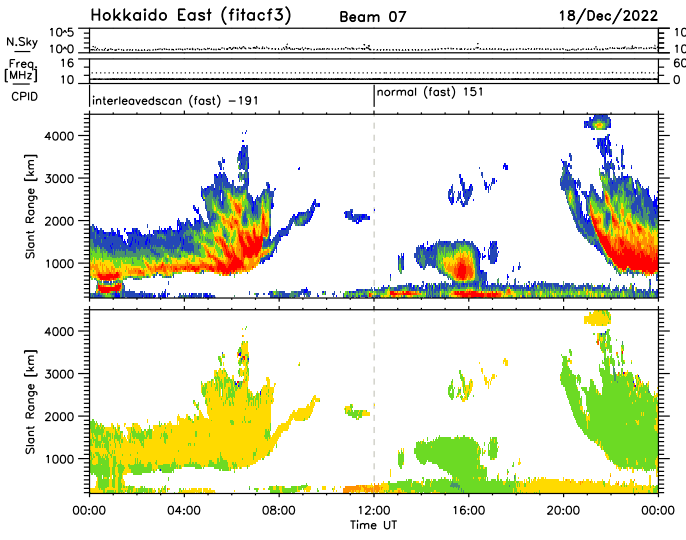 Hokkaido East (fitacf3) Beam 07 18/Dec/2022
N.Sky 10^5 10^0 10^5 10^0
Freq. [MHz] 16 10 60 0
CPID interleavedscan (fast) -191 normal (fast) 151
Slant Range [km] 4000 3000 2000 1000
Slant Range [km] 4000 3000 2000 1000
00:00 04:00 08:00 12:00 16:00 20:00 00:00
Time UT